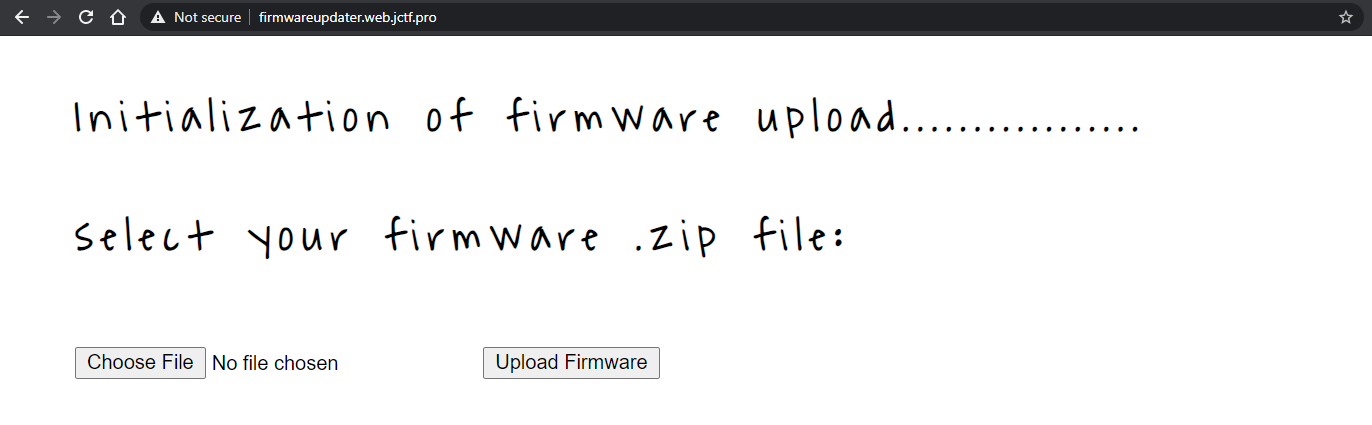 Not secure firmwareupdater.web.jctf.pro
Initialization of firmware upload.................
select your firmware .zip file:
Choose File No file chosen Upload Firmware